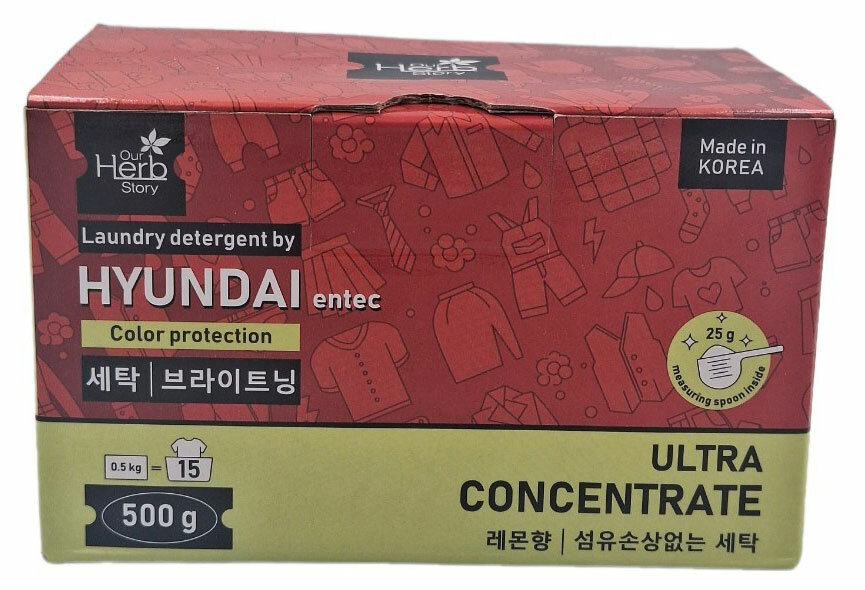 Our
Herb
Story
Our
Herb
Story
Made in
KOREA
Laundry detergent by
HYUNDAI entec
Color protection
세탁 | 브라이트닝
25 g
measuring spoon inside
0.5 kg = 15
500 g
ULTRA
CONCENTRATE
레몬향 | 섬유손상없는 세탁